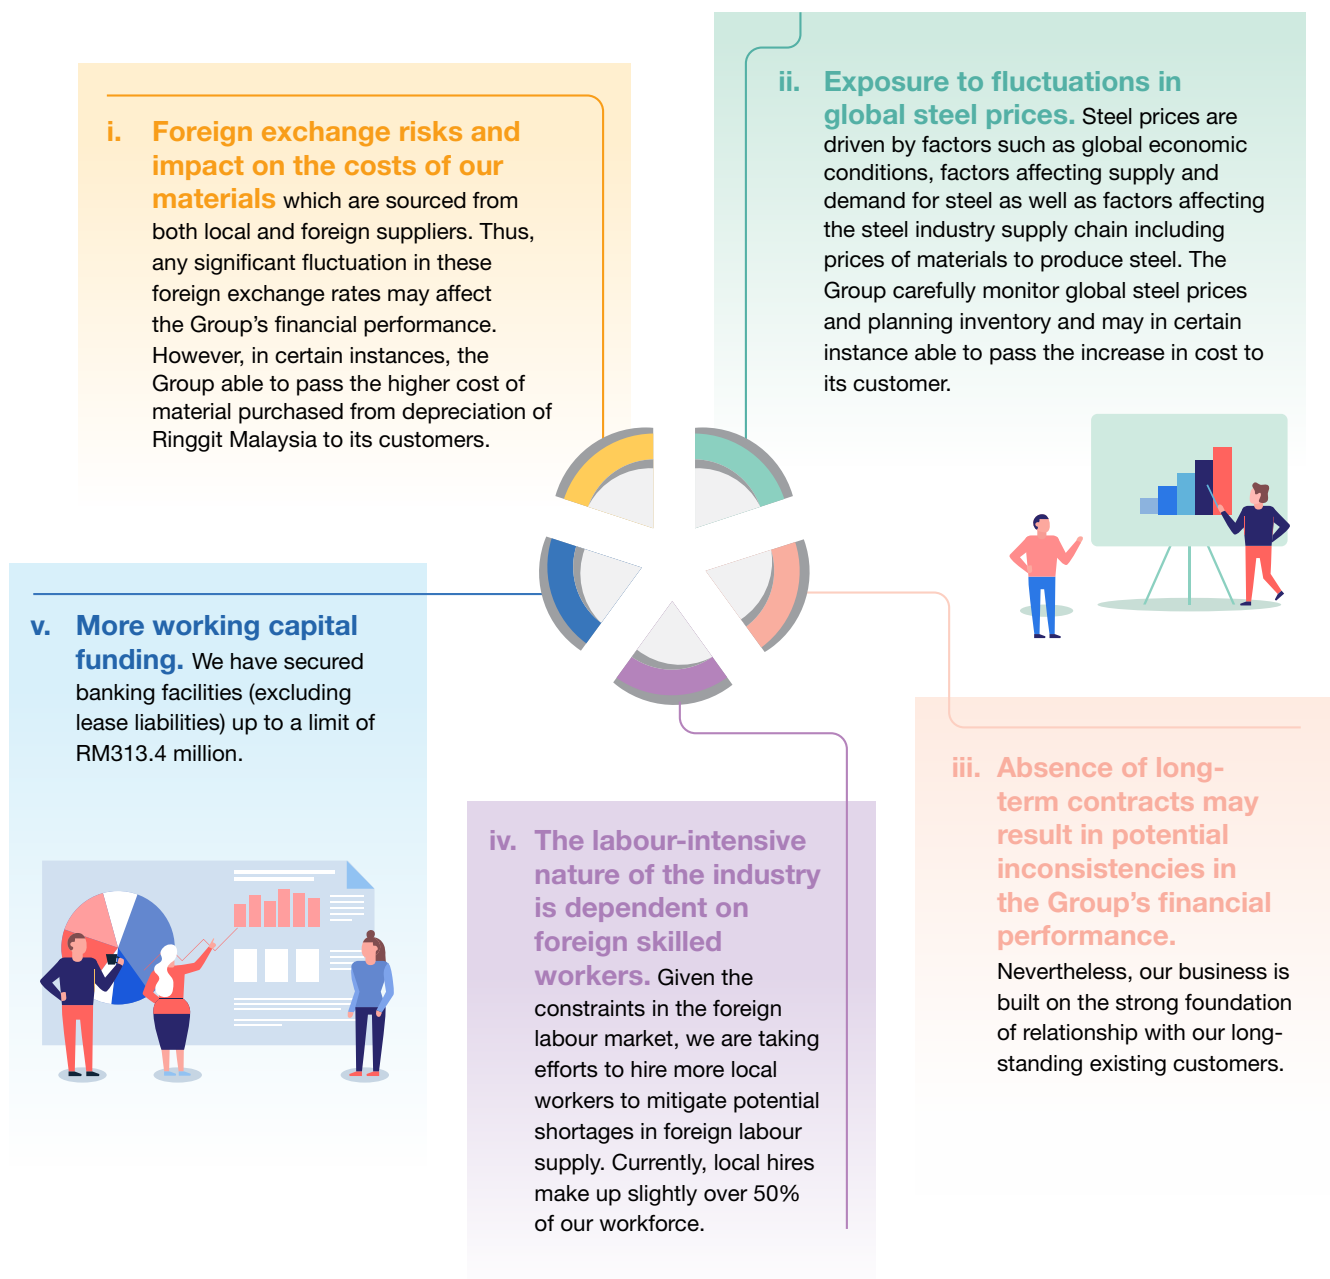 i. Foreign exchange risks and
impact on the costs of our
materials which are sourced from
both local and foreign suppliers. Thus,
any significant fluctuation in these
foreign exchange rates may affect
the Group's financial performance.
However, in certain instances, the
Group able to pass the higher cost of
material purchased from depreciation of
Ringgit Malaysia to its customers.
ii. Exposure to fluctuations in
global steel prices. Steel prices are
driven by factors such as global economic
conditions, factors affecting supply and
demand for steel as well as factors affecting
the steel industry supply chain including
prices of materials to produce steel. The
Group carefully monitor global steel prices
and planning inventory and may in certain
instance able to pass the increase in cost to
its customer.
iii. Absence of long-
term contracts may
result in potential
inconsistencies in
the Group's financial
performance.
Nevertheless, our business is
built on the strong foundation
of relationship with our long-
standing existing customers.
iv. The labour-intensive
nature of the industry
is dependent on
foreign skilled
workers. Given the
constraints in the foreign
labour market, we are taking
efforts to hire more local
workers to mitigate potential
shortages in foreign labour
supply. Currently, local hires
make up slightly over 50%
of our workforce.
v. More working capital
funding. We have secured
banking facilities (excluding
lease liabilities) up to a limit of
RM313.4 million.